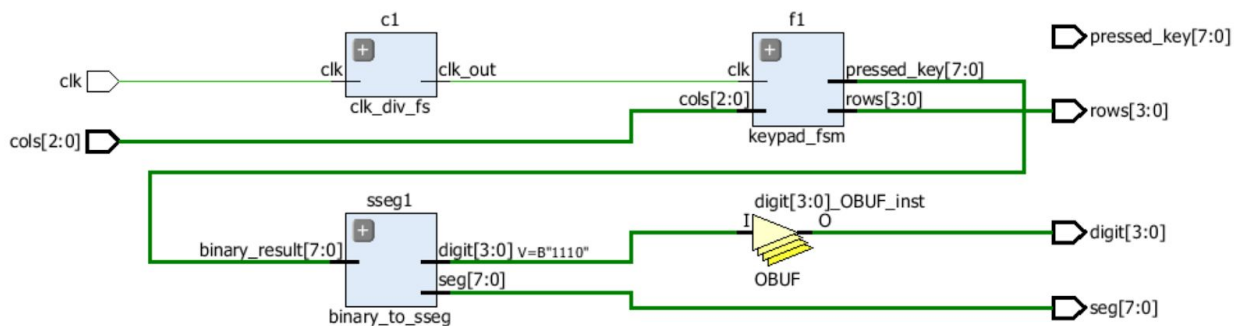 c1
f1
+
+
pressed_key[7:0]
clk
clk
clk_out
clk
pressed_key[7:0]
cols[2:0]
rows[3:0]
rows[3:0]
clk_div_fs
keypad_fsm
cols[2:0]
sseg1
digit[3:0]_OBUF_inst
+
I
O
binary_result[7:0]
digit[3:0] V=B"1110"
digit[3:0]
seg[7:0]
OBUF
seg[7:0]
binary_to_sseg